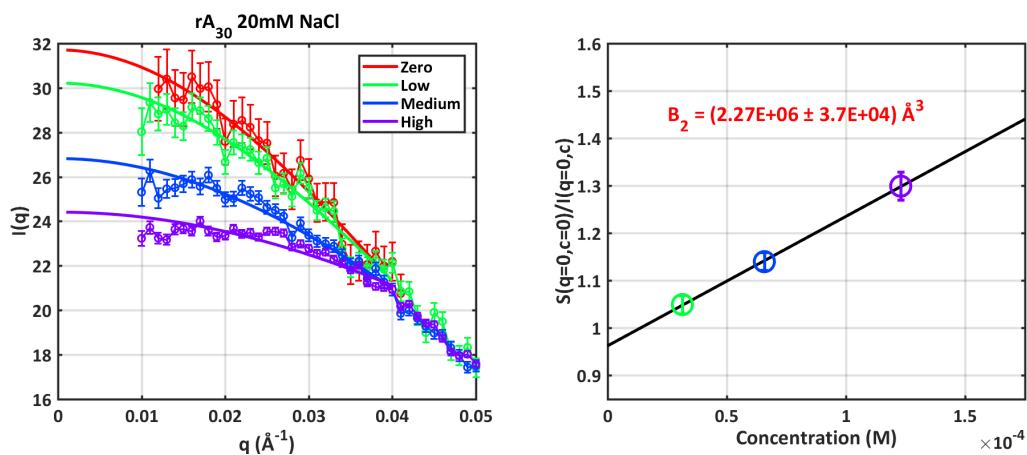 rA30 20mM NaCl
I(q)
32
30
28
26
24
22
20
18
16
0
0.01
0.02
0.03
0.04
0.05
q (Å-1)
Zero
Low
Medium
High
S(q=0,c=0)/I(q=0,c)
1.6
1.5
1.4
1.3
1.2
1.1
1
0.9
B2 = (2.27E+06 ± 3.7E+04) Å3
0
0.5
1
1.5
Concentration (M)
×10-4